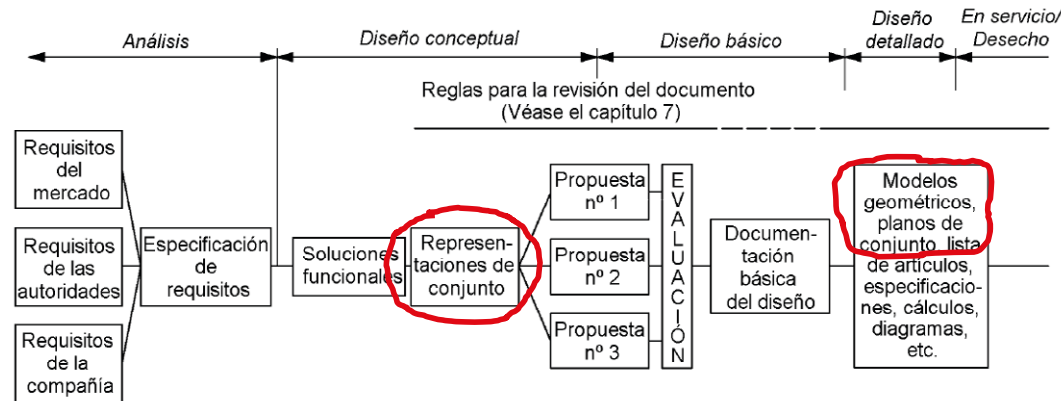 Análisis
Diseño conceptual
Diseño básico
Diseño
detallado
En servicio/
Desecho
Reglas para la revisión del documento
(Véase el capítulo 7)
Requisitos
del
mercado
Requisitos
de las
autoridades
Requisitos
de la
compañía
Especificación
de
requisitos
Soluciones
funcionales
Represen-
taciones de
conjunto
Propuesta
nº 1
Propuesta
nº 2
Propuesta
nº 3
EVALUACIÓN
Documen-
tación
básica
del diseño
Modelos
geométricos,
planos de
conjunto, lista
de artículos,
especificacio-
nes, cálculos,
diagramas,
etc.